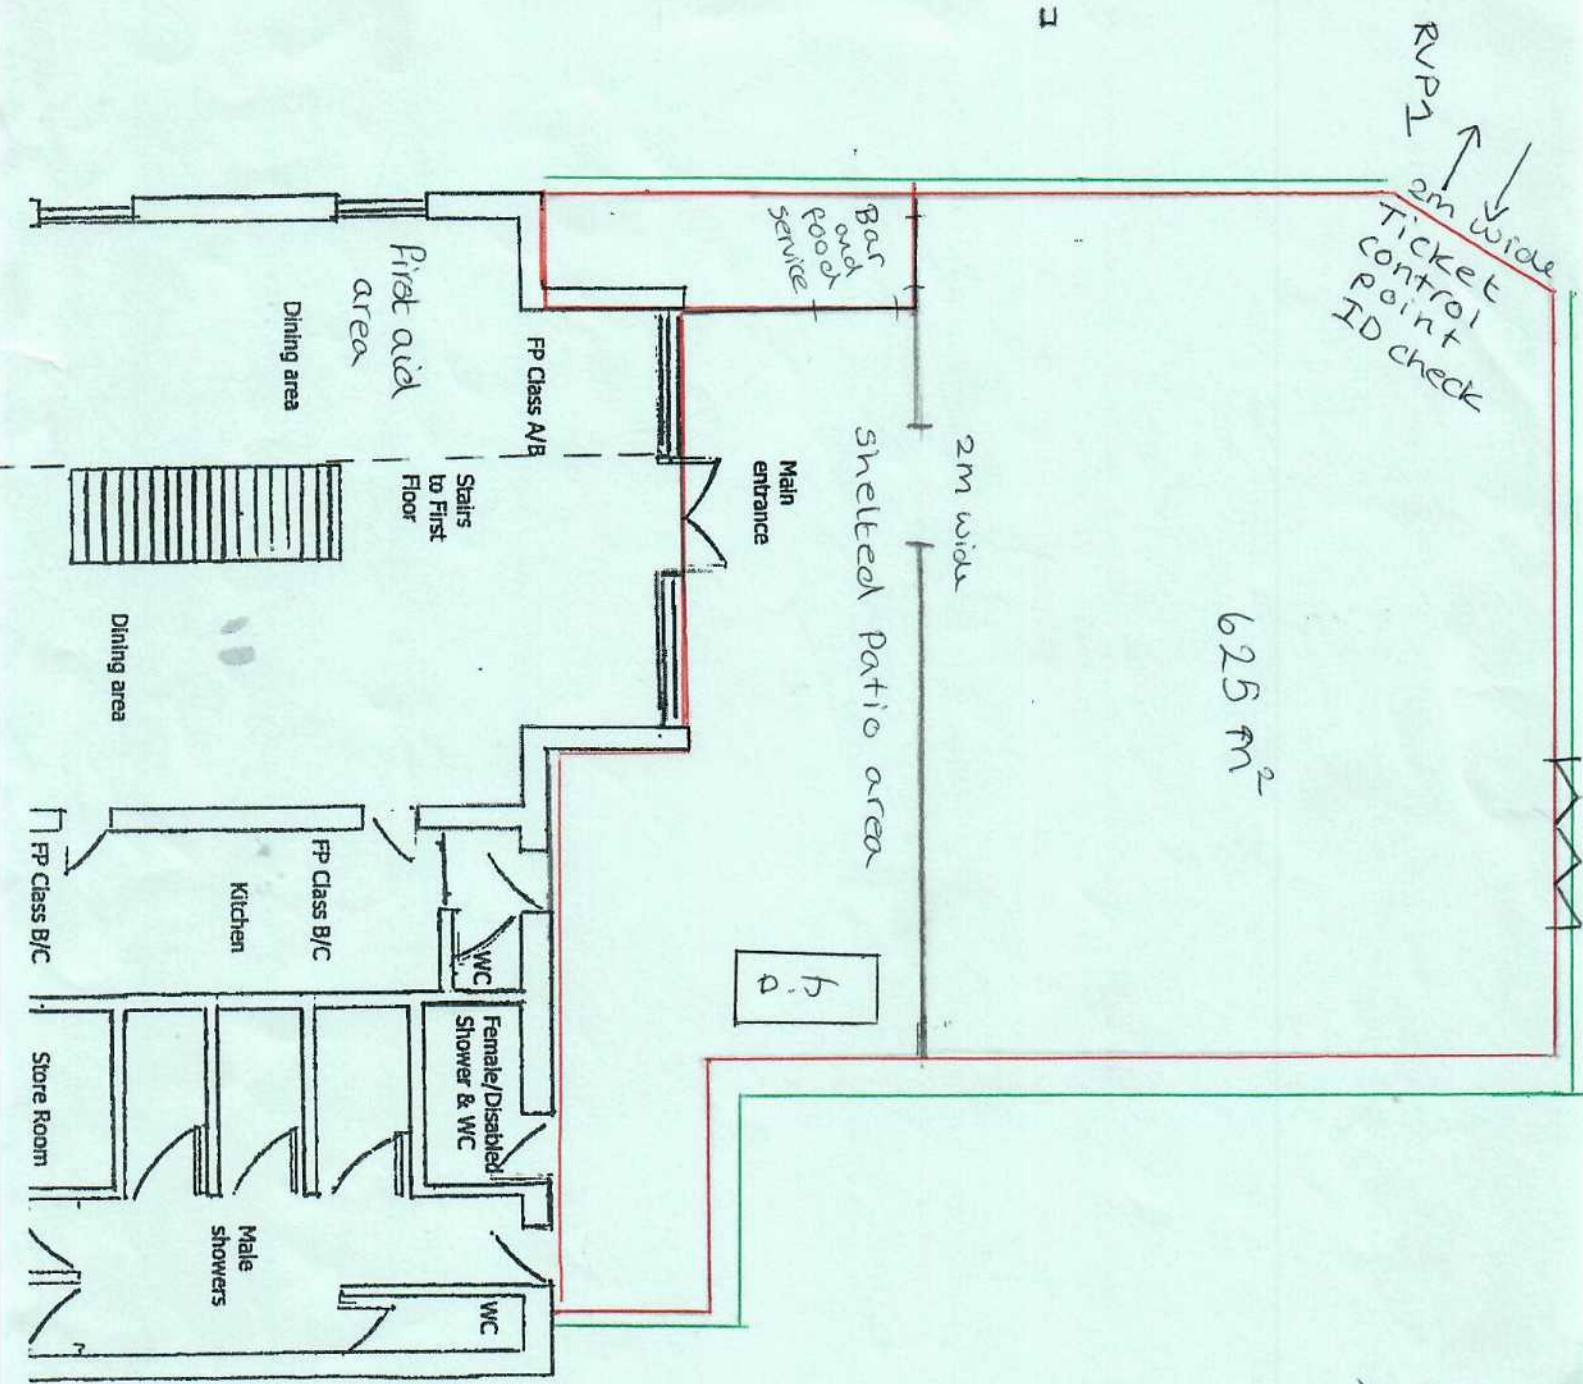 RVP1
2m wide
Ticket
control
point
ID check
625 m²
2m wide
Shelted Patio area
Bar
and
food
service
Main
entrance
FP Class A/B
First aid
area
Stairs
to First
Floor
Dining area
Dining area
WC
Female/Disabled
Shower & WC
WC
FP Class B/C
Kitchen
Male
showers
FP Class B/C
Store Room